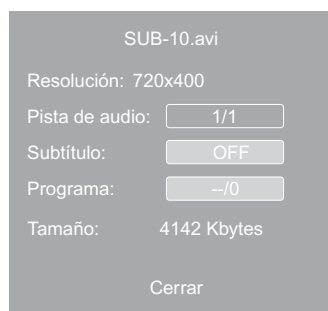 SUB-10.avi
Resolución: 720x400
Pista de audio: 1/1
Subtítulo: OFF
Programa: --/0
Tamaño: 4142 Kbytes
Cerrar